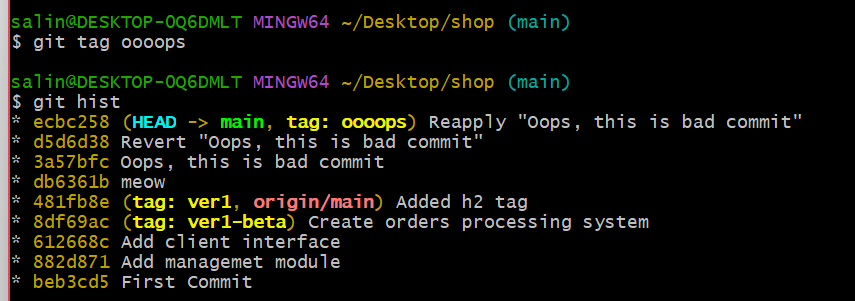 salin@DESKTOP-OQ6DMLT MINGW64 ~/Desktop/shop (main)
$ git tag oooops
salin@DESKTOP-OQ6DMLT MINGW64 ~/Desktop/shop (main)
$ git hist
* ecbc258 (HEAD -> main, tag: oooops) Reapply "Oops, this is bad commit"
* d5d6d38 Revert "Oops, this is bad commit"
* 3a57bfc Oops, this is bad commit
* db6361b meow
* 481fb8e (tag: ver1, origin/main) Added h2 tag
* 8df69ac (tag: ver1-beta) Create orders processing system
* 612668c Add client interface
* 882d871 Add managemet module
* beb3cd5 First Commit